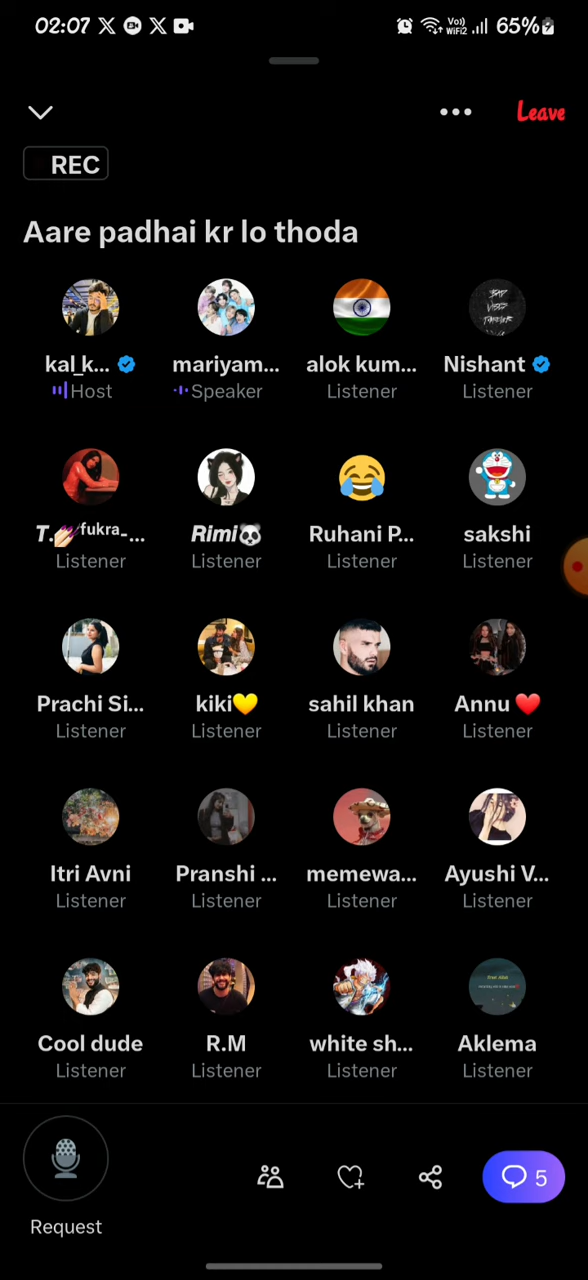 02:07 Vo)) WiFi2 65%
Leave
REC
Aare padhai kr lo thoda
kal_k... mariyam... alok kum... Nishant
Host Speaker Listener Listener
T.💅ᶠᵘᵏʳᵃ-... Rimi🐼 Ruhani P... sakshi
Listener Listener Listener Listener
Prachi Si... kiki💛 sahil khan Annu ❤️
Listener Listener Listener Listener
Itri Avni Pranshi ... memewa... Ayushi V...
Listener Listener Listener Listener
Cool dude R.M white sh... Aklema
Listener Listener Listener Listener
5
Request